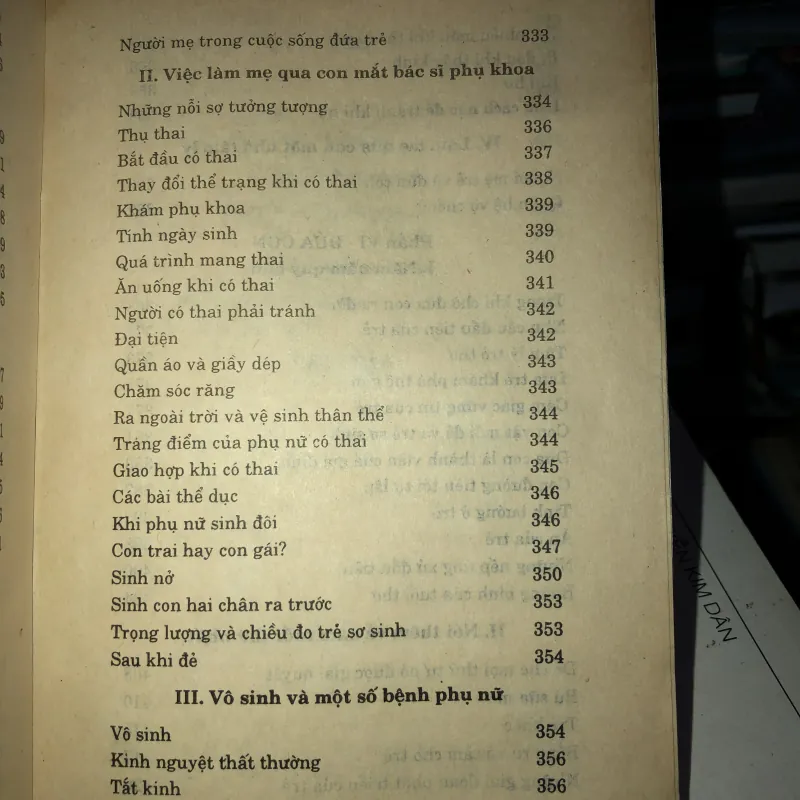 Người mẹ trong cuộc sống đứa trẻ 333
II. Việc làm mẹ qua con mắt bác sĩ phụ khoa
Những nỗi sợ tưởng tượng 334
Thụ thai 336
Bắt đầu có thai 337
Thay đổi thể trạng khi có thai 338
Khám phụ khoa 339
Tính ngày sinh 339
Quá trình mang thai 340
Ăn uống khi có thai 341
Người có thai phải tránh 342
Đại tiện 342
Quần áo và giầy dép 343
Chăm sóc răng 343
Ra ngoài trời và vệ sinh thân thể 344
Trang điểm của phụ nữ có thai 344
Giao hợp khi có thai 345
Các bài thể dục 346
Khi phụ nữ sinh đôi 346
Con trai hay con gái? 347
Sinh nở 350
Sinh con hai chân ra trước 353
Trọng lượng và chiều đo trẻ sơ sinh 353
Sau khi đẻ 354
III. Vô sinh và một số bệnh phụ nữ
Vô sinh 354
Kinh nguyệt thất thường 356
Tắt kinh 356
KIM DÂN